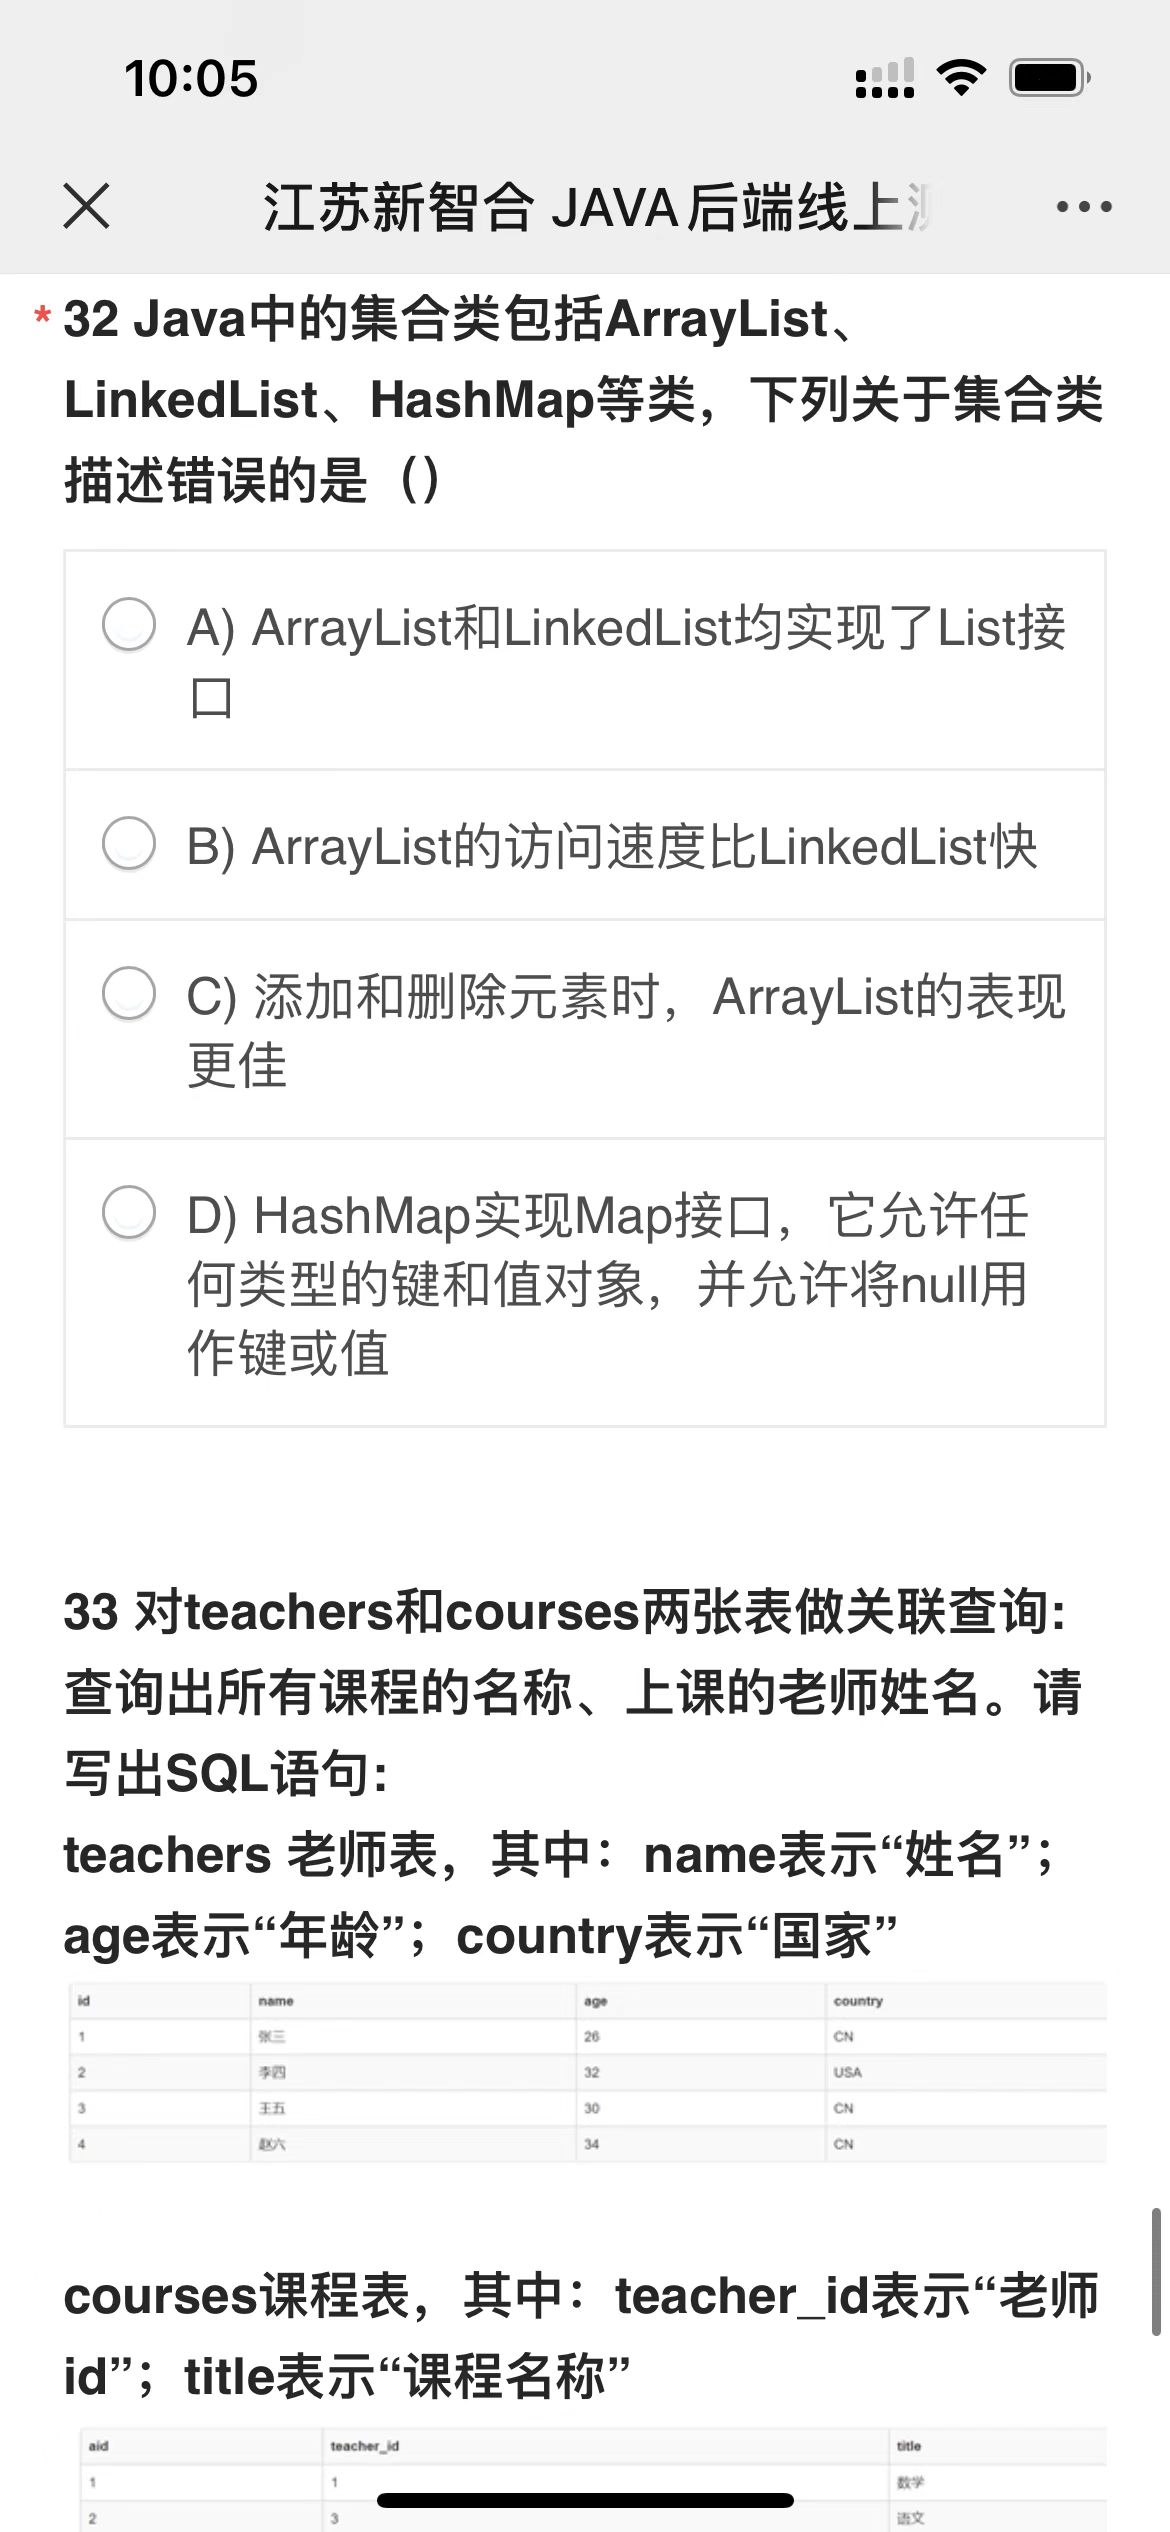 10:05
江苏新智合 JAVA后端线上
* 32 Java中的集合类包括ArrayList、
LinkedList、HashMap等类，下列关于集合类
描述错误的是（）
A) ArrayList和LinkedList均实现了List接
口
B) ArrayList的访问速度比LinkedList快
C) 添加和删除元素时，ArrayList的表现
更佳
D) HashMap实现Map接口，它允许任
何类型的键和值对象，并允许将null用
作键或值
33 对teachers和courses两张表做关联查询:
查询出所有课程的名称、上课的老师姓名。请
写出SQL语句:
teachers 老师表，其中：name表示“姓名”；
age表示“年龄”；country表示“国家”
id name age country
1 张三 26 CN
2 李四 32 USA
3 王五 30 CN
4 赵六 34 CN
courses课程表，其中：teacher_id表示“老师
id”；title表示“课程名称”
aid teacher_id title
1 1 数学
2 3 语文